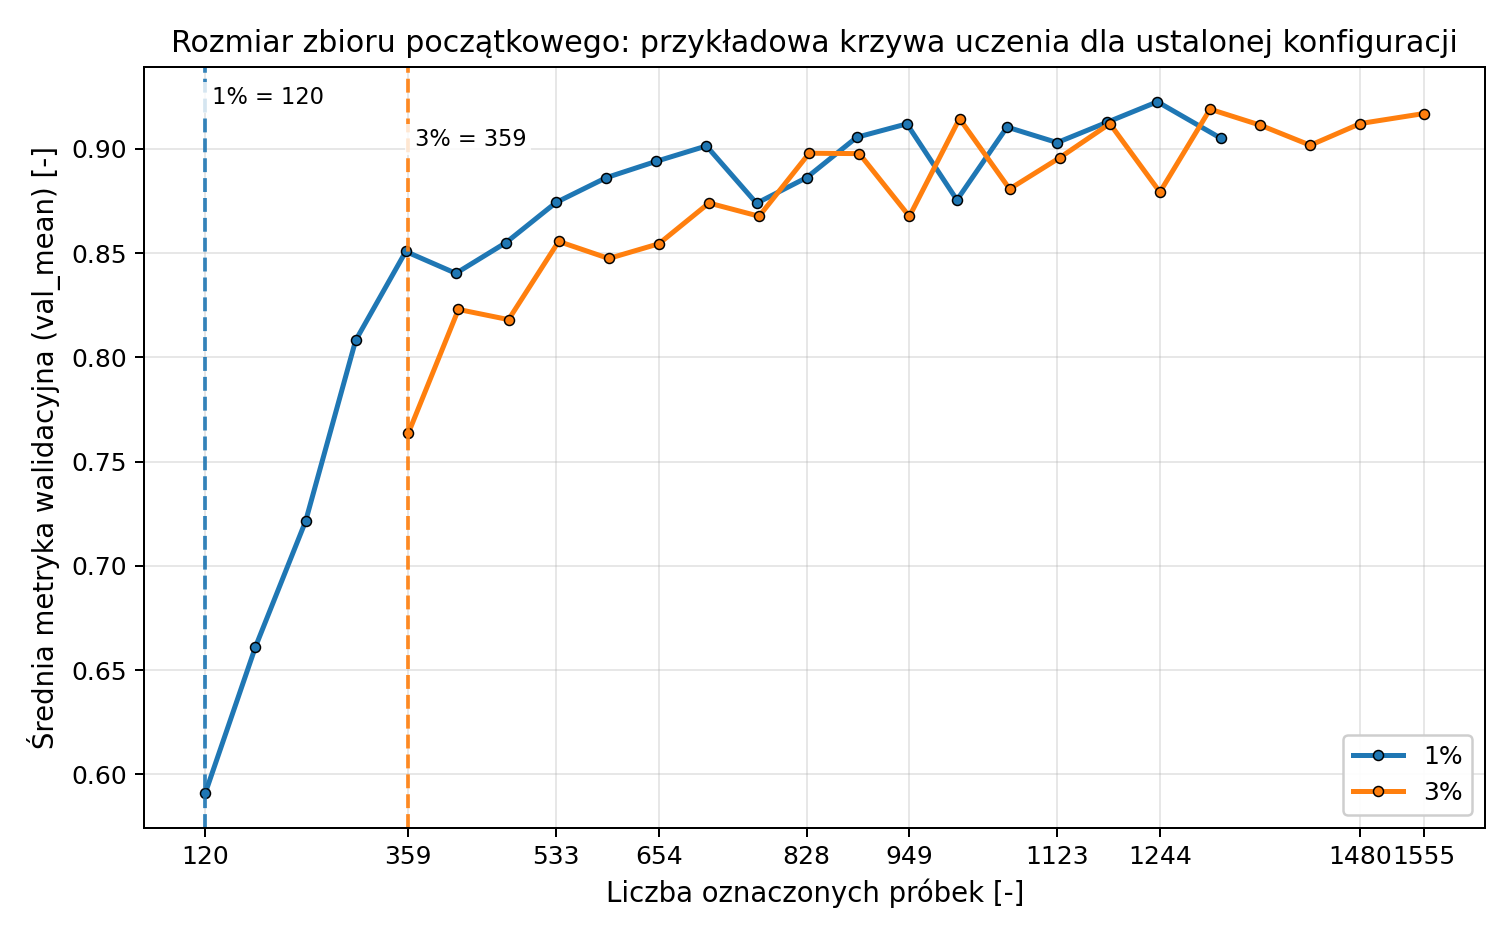 Rozmiar zbioru początkowego: przykładowa krzywa uczenia dla ustalonej konfiguracji
1% = 120
3% = 359
Średnia metryka walidacyjna (val_mean) [-]
0.90
0.85
0.80
0.75
0.70
0.65
0.60
1%
3%
120 359 533 654 828 949 1123 1244 1480 1555
Liczba oznaczonych próbek [-]